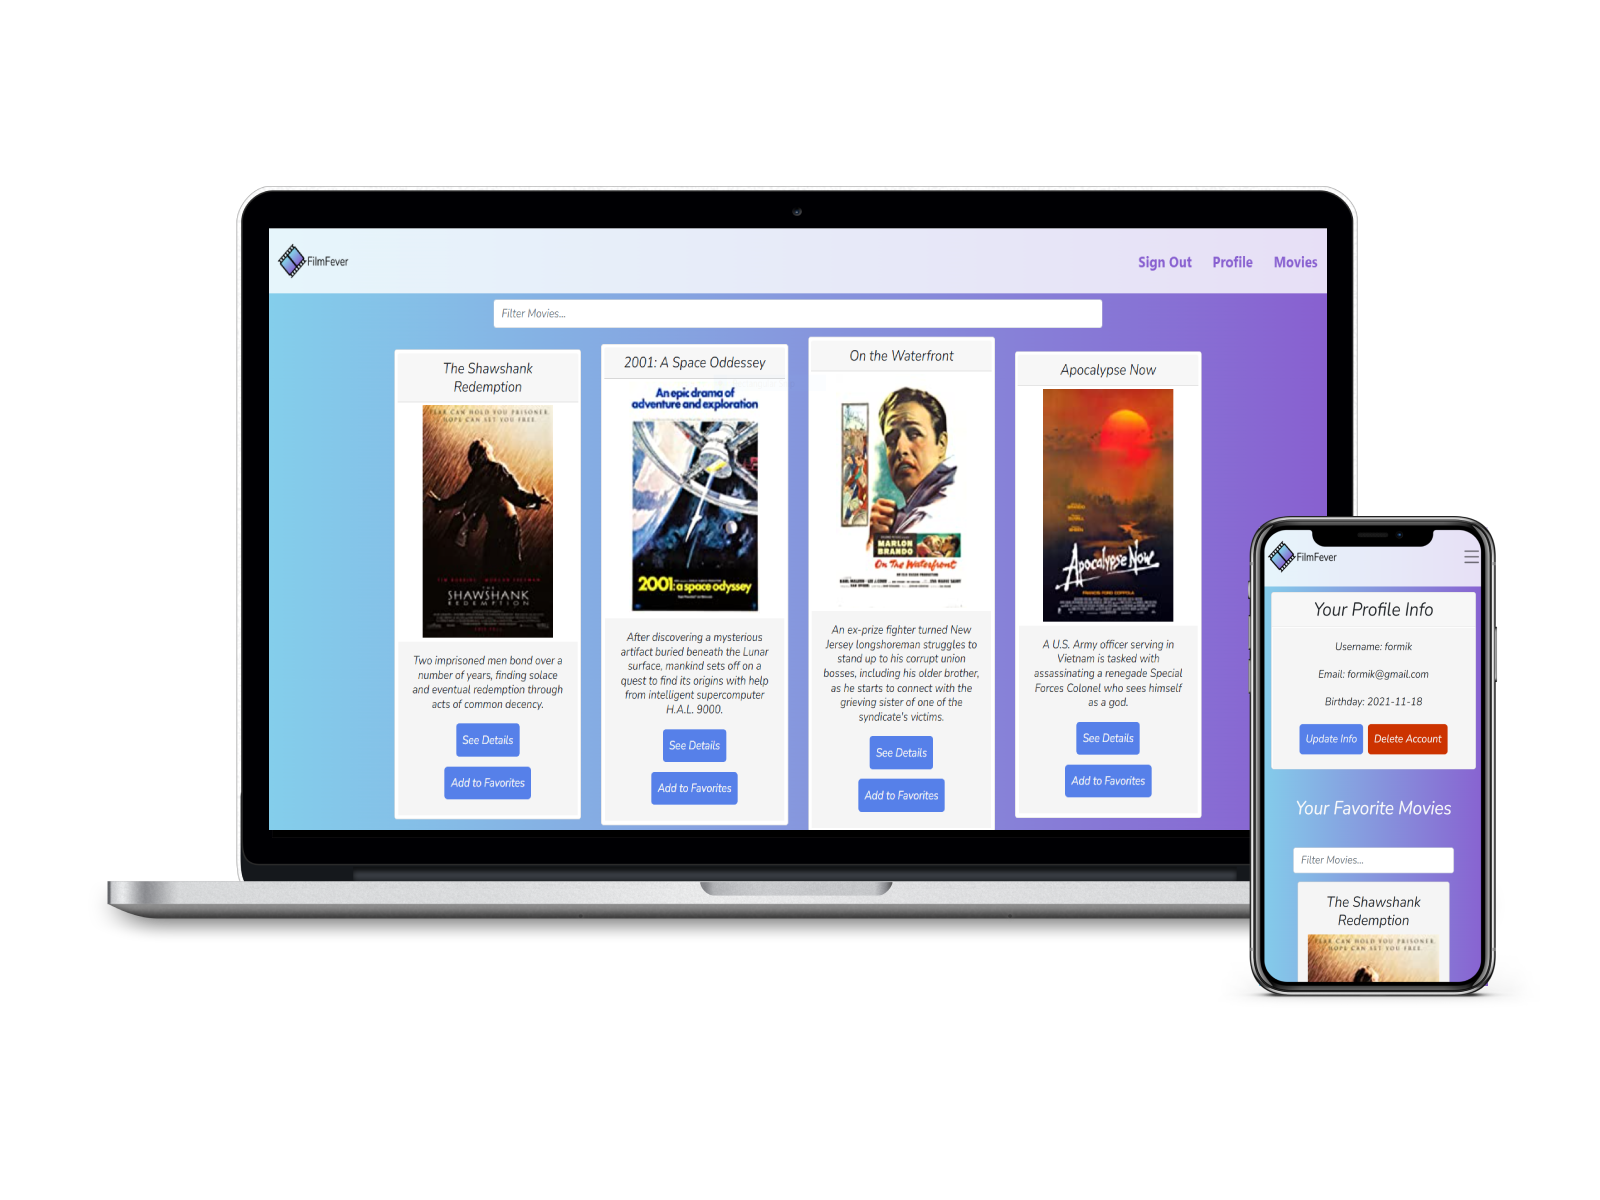 FilmFever
Sign Out Profile Movies
Filter Movies...
The Shawshank
Redemption
FEAR CAN HOLD YOU PRISONER.
HOPE CAN SET YOU FREE.
TIM ROBBINS MORGAN FREEMAN
THE
SHAWSHANK
REDEMPTION
Two imprisoned men bond over a
number of years, finding solace
and eventual redemption through
acts of common decency.
See Details
Add to Favorites
2001: A Space Oddessey
An epic drama of
adventure and exploration
2001: a space odyssey
After discovering a mysterious
artifact buried beneath the Lunar
surface, mankind sets off on a
quest to find its origins with help
from intelligent supercomputer
H.A.L. 9000.
See Details
Add to Favorites
On the Waterfront
MARLON
BRANDO
On The Waterfront
An ex-prize fighter turned New
Jersey longshoreman struggles to
stand up to his corrupt union
bosses, including his older brother,
as he starts to connect with the
grieving sister of one of the
syndicate's victims.
See Details
Add to Favorites
Apocalypse Now
Apocalypse Now
FRANCIS FORD COPPOLA
A U.S. Army officer serving in
Vietnam is tasked with
assassinating a renegade Special
Forces Colonel who sees himself
as a god.
See Details
Add to Favorites
FilmFever
Your Profile Info
Username: formik
Email: formik@gmail.com
Birthday: 2021-11-18
Update Info Delete Account
Your Favorite Movies
Filter Movies...
The Shawshank
Redemption
FEAR CAN HOLD YOU PRISONER.
HOPE CAN SET YOU FREE.